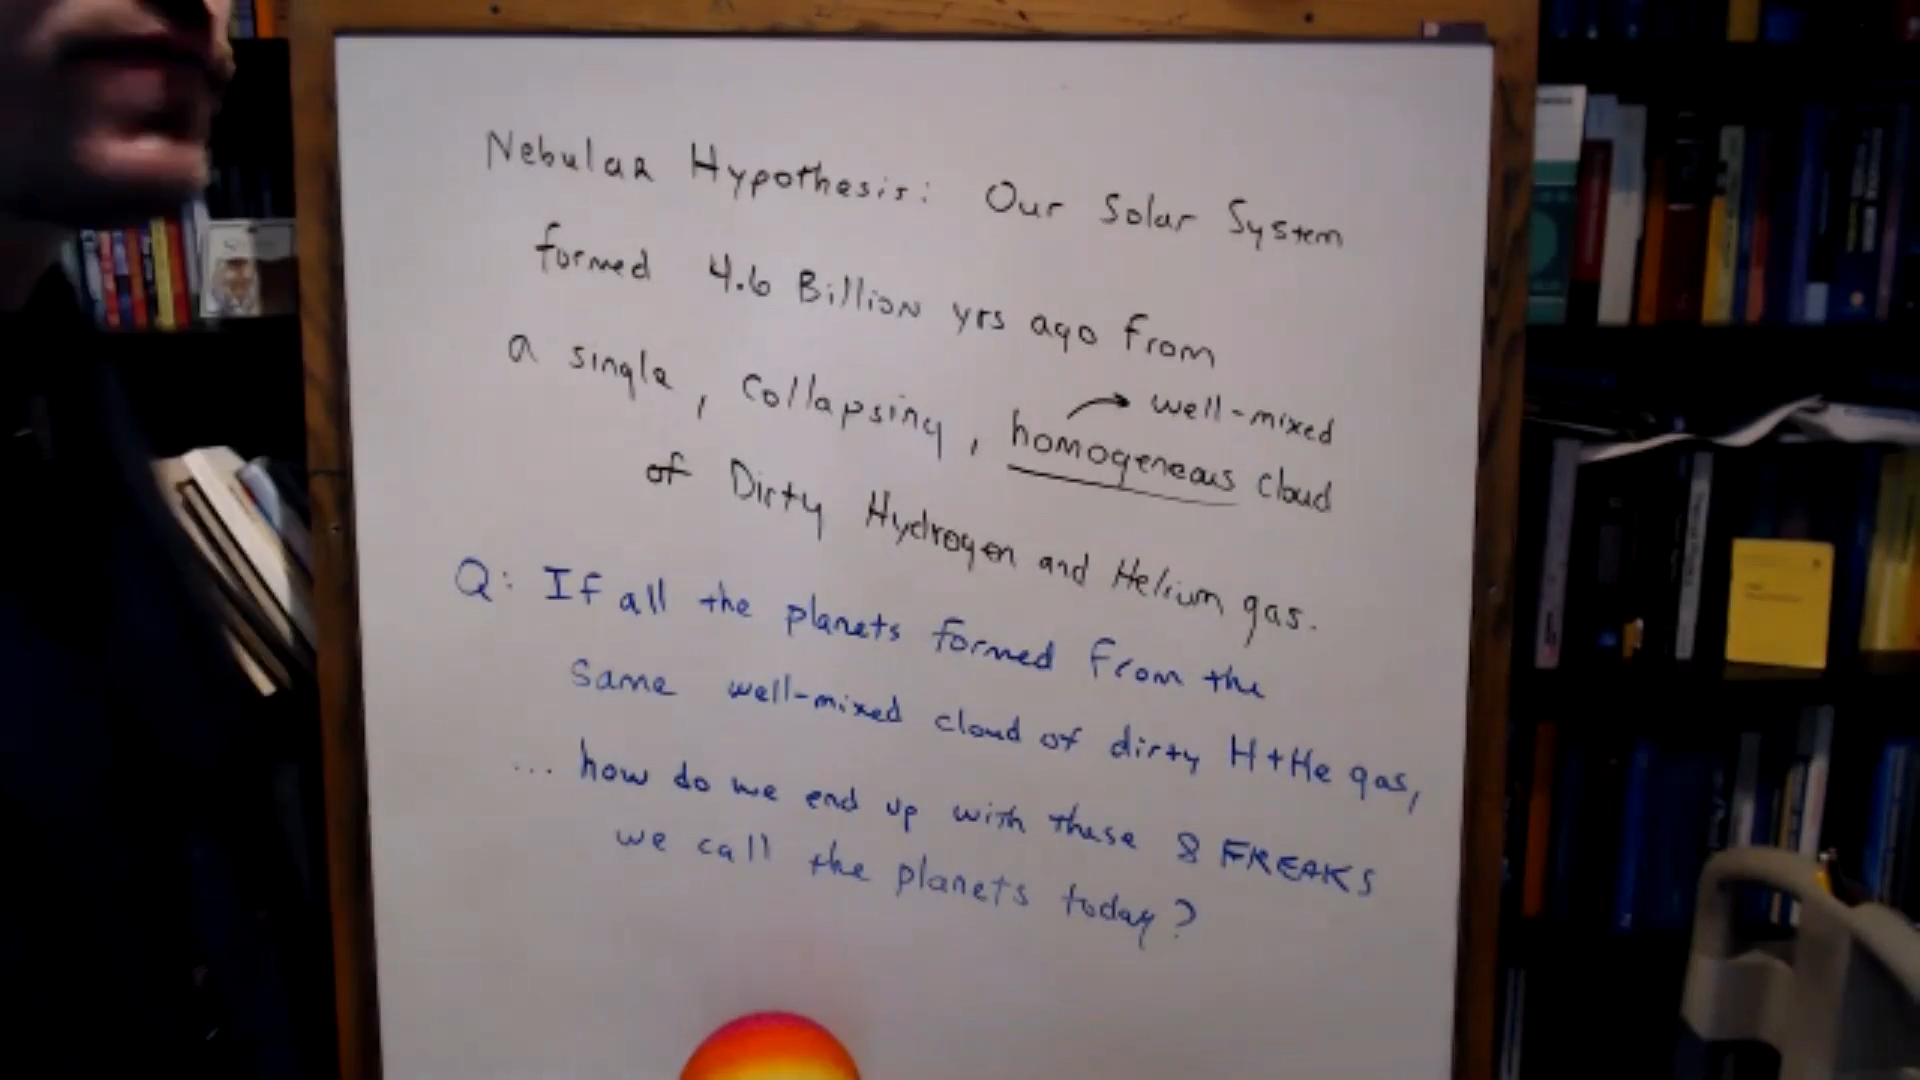 Nebular Hypothesis: Our Solar System
formed 4.6 Billion yrs ago from
a single, collapsing, homogeneous cloud
→ well-mixed
of Dirty Hydrogen and Helium gas.
Q: If all the planets formed from the
same well-mixed cloud of dirty H+He gas,
... how do we end up with these 8 FREAKS
we call the planets today?